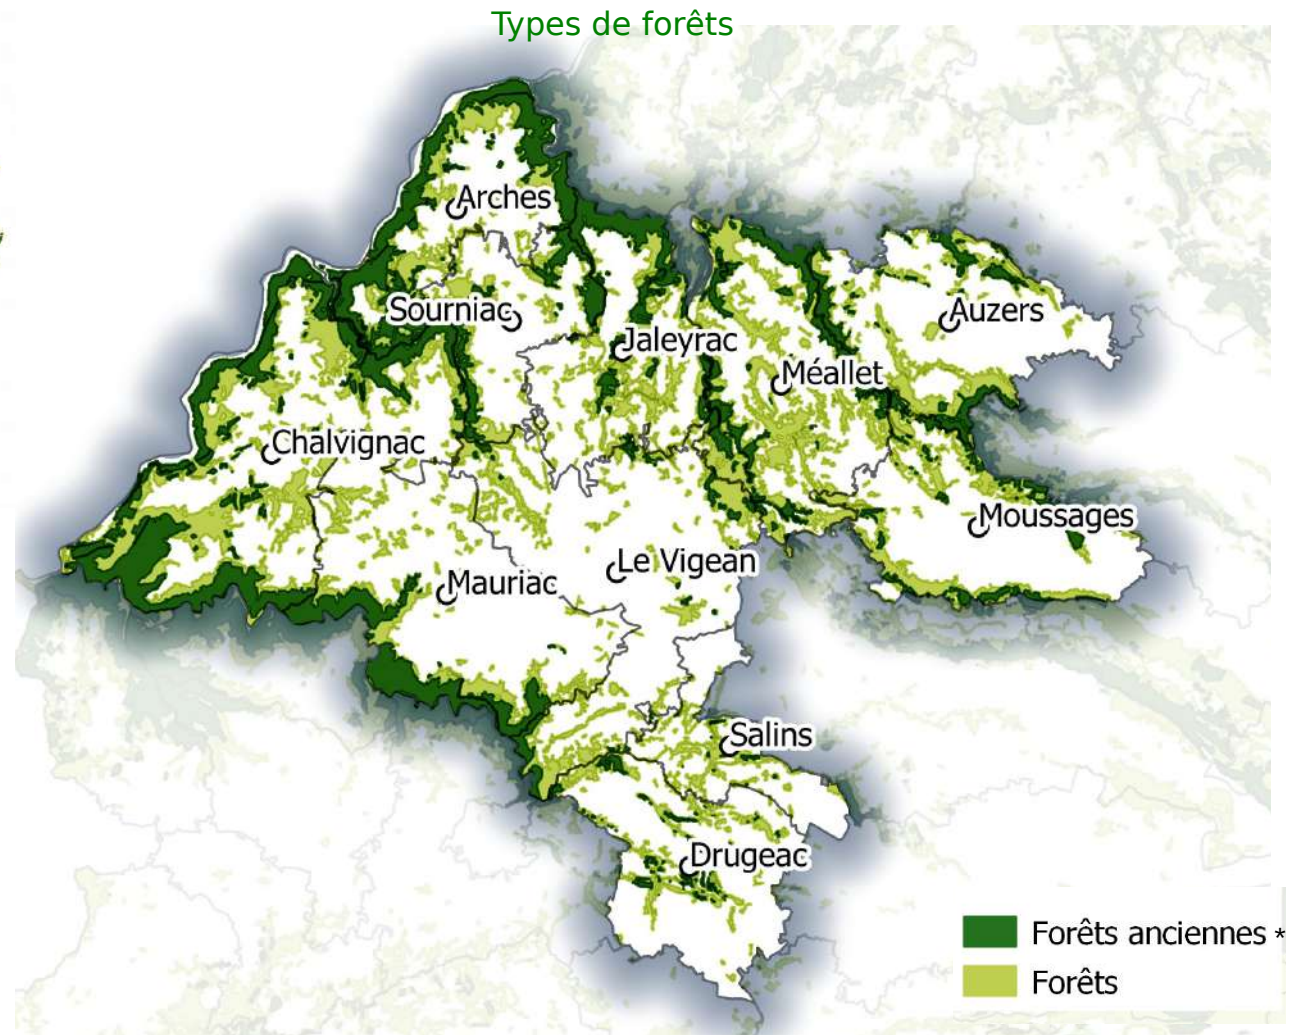 Types de forêts
Arches
Sourniac
Auzers
Jaleyrac
Méallet
Chalvignac
Moussages
Le Vigean
Mauriac
Salins
Drugeac
Forêts anciennes *
Forêts